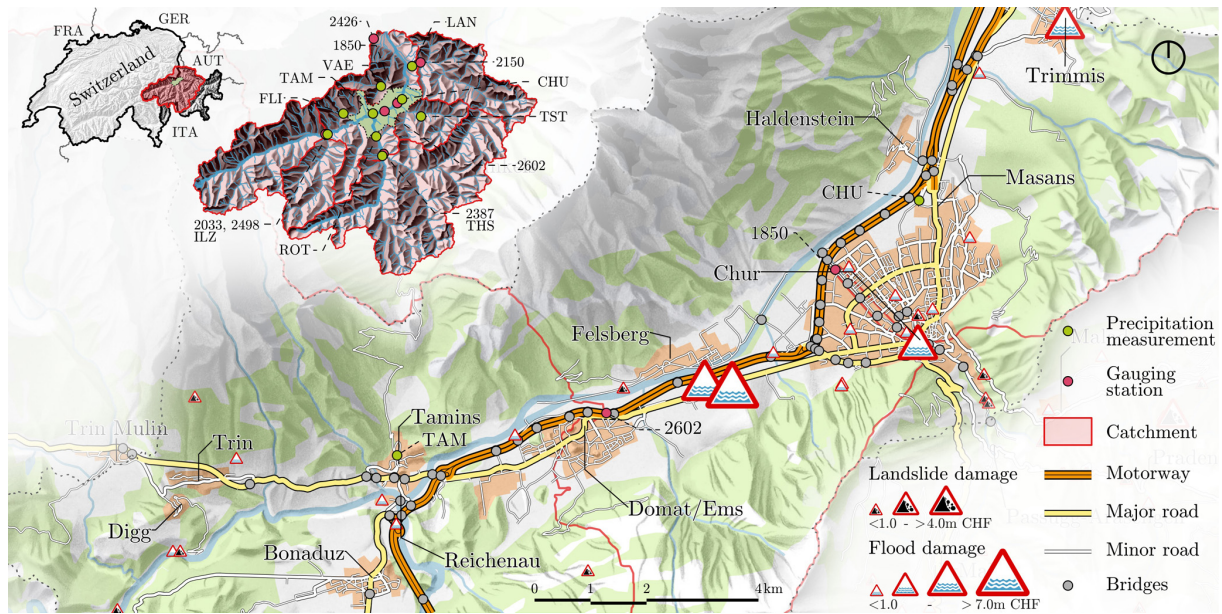 GER
FRA
AUT
Switzerland
ITA
2426
LAN
1850
VAE
2150
TAM
CHU
FLI
TST
2602
2033, 2498
ILZ
2387
THS
ROT
Trimmis
Haldenstein
Masans
CHU
1850
Chur
Felsberg
Tamins
TAM
2602
Trin Mulin
Trin
Digg
Domat/Ems
Bonaduz
Reichenau
Precipitation
measurement
Gauging
station
Catchment
Motorway
Major road
Minor road
Bridges
Landslide damage
<1.0 - >4.0m CHF
Flood damage
<1.0 - >7.0m CHF
0 2 4km